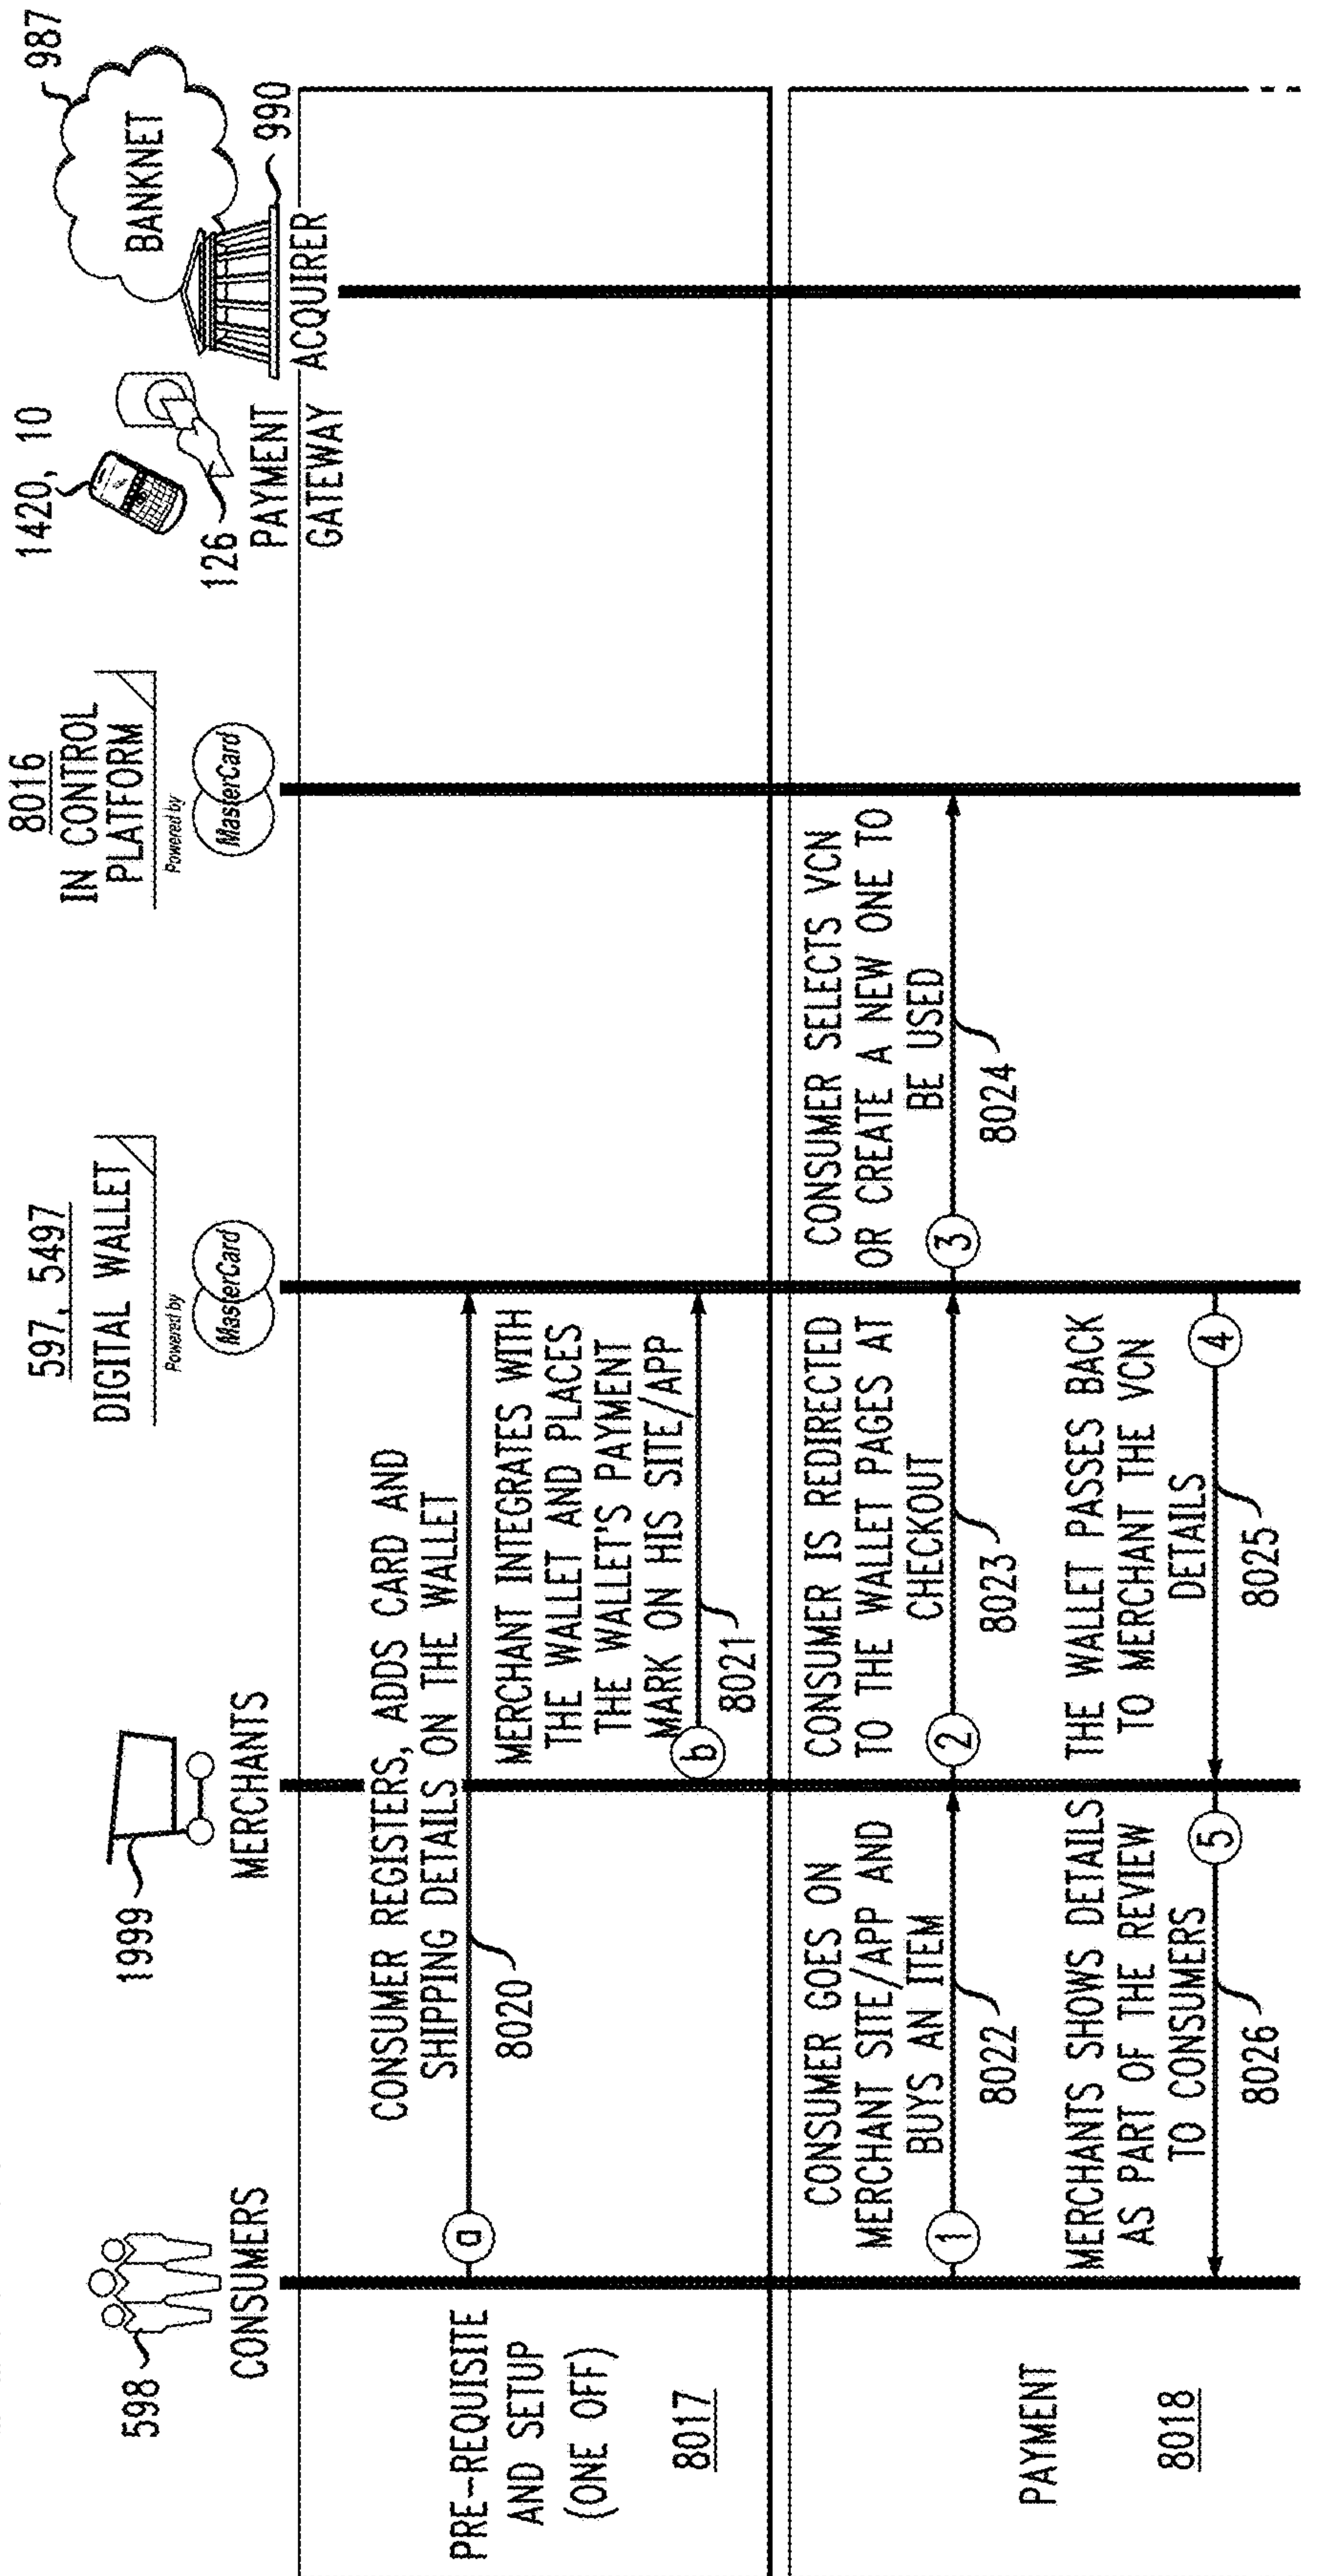 598
CONSUMERS
1999
MERCHANTS
597, 5497
DIGITAL WALLET
Powered by
MasterCard
8016
IN CONTROL
PLATFORM
Powered by
MasterCard
1420, 10
126
PAYMENT
GATEWAY
987
BANKNET
990
ACQUIRER
PRE-REQUISITE
AND SETUP
(ONE OFF)
8017
CONSUMER REGISTERS, ADDS CARD AND
SHIPPING DETAILS ON THE WALLET
a
8020
MERCHANT INTEGRATES WITH
THE WALLET AND PLACES
THE WALLET'S PAYMENT
MARK ON HIS SITE/APP
b
8021
PAYMENT
8018
CONSUMER GOES ON
MERCHANT SITE/APP AND
BUYS AN ITEM
1
8022
CONSUMER IS REDIRECTED
TO THE WALLET PAGES AT
CHECKOUT
2
8023
CONSUMER SELECTS VCN
OR CREATE A NEW ONE TO
BE USED
3
8024
MERCHANTS SHOWS DETAILS
AS PART OF THE REVIEW
TO CONSUMERS
5
8026
THE WALLET PASSES BACK
TO MERCHANT THE VCN
DETAILS
4
8025